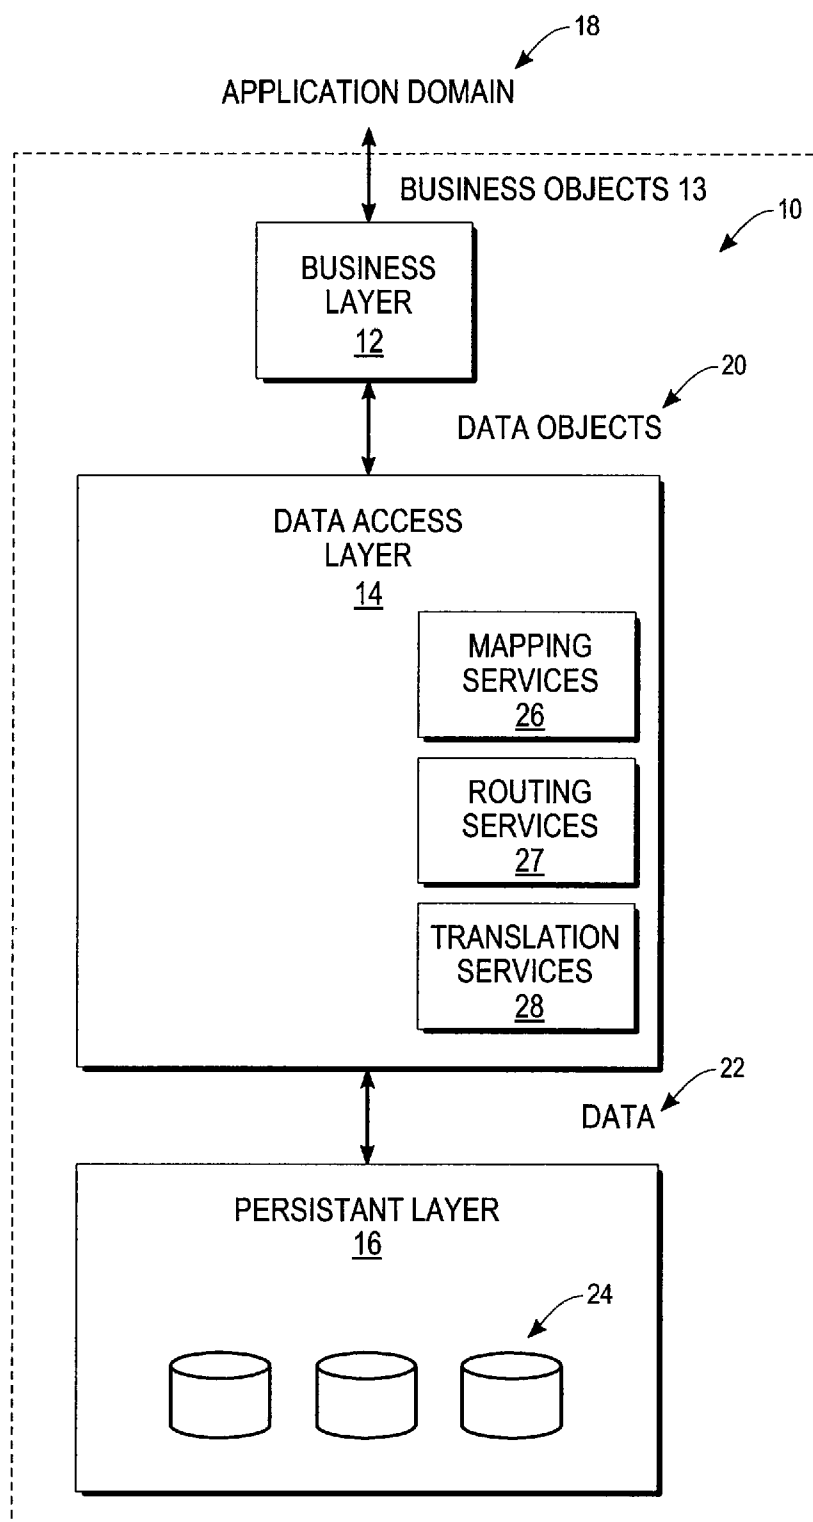 18
APPLICATION DOMAIN
BUSINESS OBJECTS 13
10
BUSINESS
LAYER
12
20
DATA OBJECTS
DATA ACCESS
LAYER
14
MAPPING
SERVICES
26
ROUTING
SERVICES
27
TRANSLATION
SERVICES
28
22
DATA
PERSISTANT LAYER
16
24